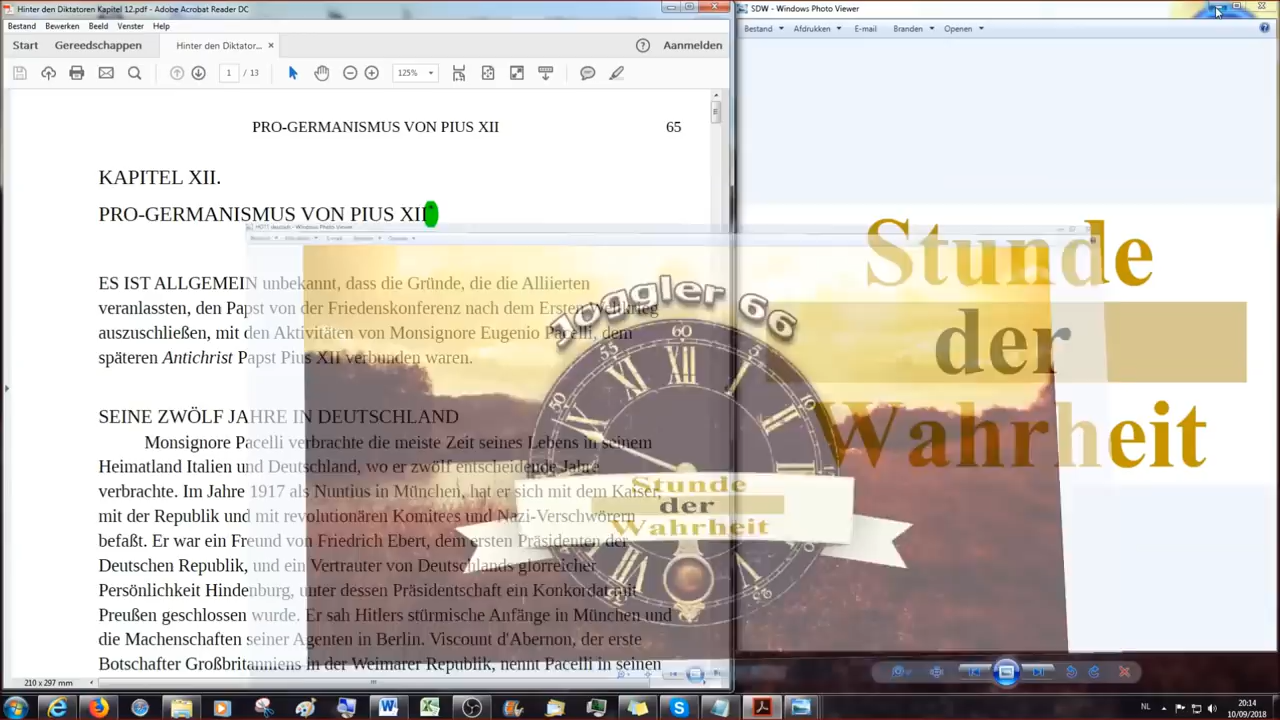 Hinter den Diktatoren Kapitel 12.pdf - Adobe Acrobat Reader DC
Bestand Bewerken Beeld Venster Help
Start Gereedschappen Hinter den Diktator... × Aanmelden
1 / 13 125%
PRO-GERMANISMUS VON PIUS XII 65
KAPITEL XII.
PRO-GERMANISMUS VON PIUS XII
ES IST ALLGEMEIN unbekannt, dass die Gründe, die die Alliierten
veranlassten, den Papst von der Friedenskonferenz nach dem Ersten Weltkrieg
auszuschließen, mit den Aktivitäten von Monsignore Eugenio Pacelli, dem
späteren Antichrist Papst Pius XII verbunden waren.
SEINE ZWÖLF JAHRE IN DEUTSCHLAND
Monsignore Pacelli verbrachte die meiste Zeit seines Lebens in seinem
Heimatland Italien und Deutschland, wo er zwölf entscheidende Jahre
verbrachte. Im Jahre 1917 als Nuntius in München, hat er sich mit dem Kaiser,
mit der Republik und mit revolutionären Komitees und Nazi-Verschwörern
befaßt. Er war ein Freund von Friedrich Ebert, dem ersten Präsidenten der
Deutschen Republik, und ein Vertrauter von Deutschlands glorreicher
Persönlichkeit Hindenburg, unter dessen Präsidentschaft ein Konkordat mit
Preußen geschlossen wurde. Er sah Hitlers stürmische Anfänge in München und
die Machenschaften seiner Agenten in Berlin. Viscount d'Abernon, der erste
Botschafter Großbritanniens in der Weimarer Republik, nennt Pacelli in seinen
210 x 297 mm
SDW - Windows Photo Viewer
Bestand Afdrukken E-mail Branden Openen
Stunde
der
Wahrheit
Windows Photo Viewer
Joggler 66
60
55 5
50 10
XII
Stunde
der
Wahrheit
NL
20:14
10/09/2018